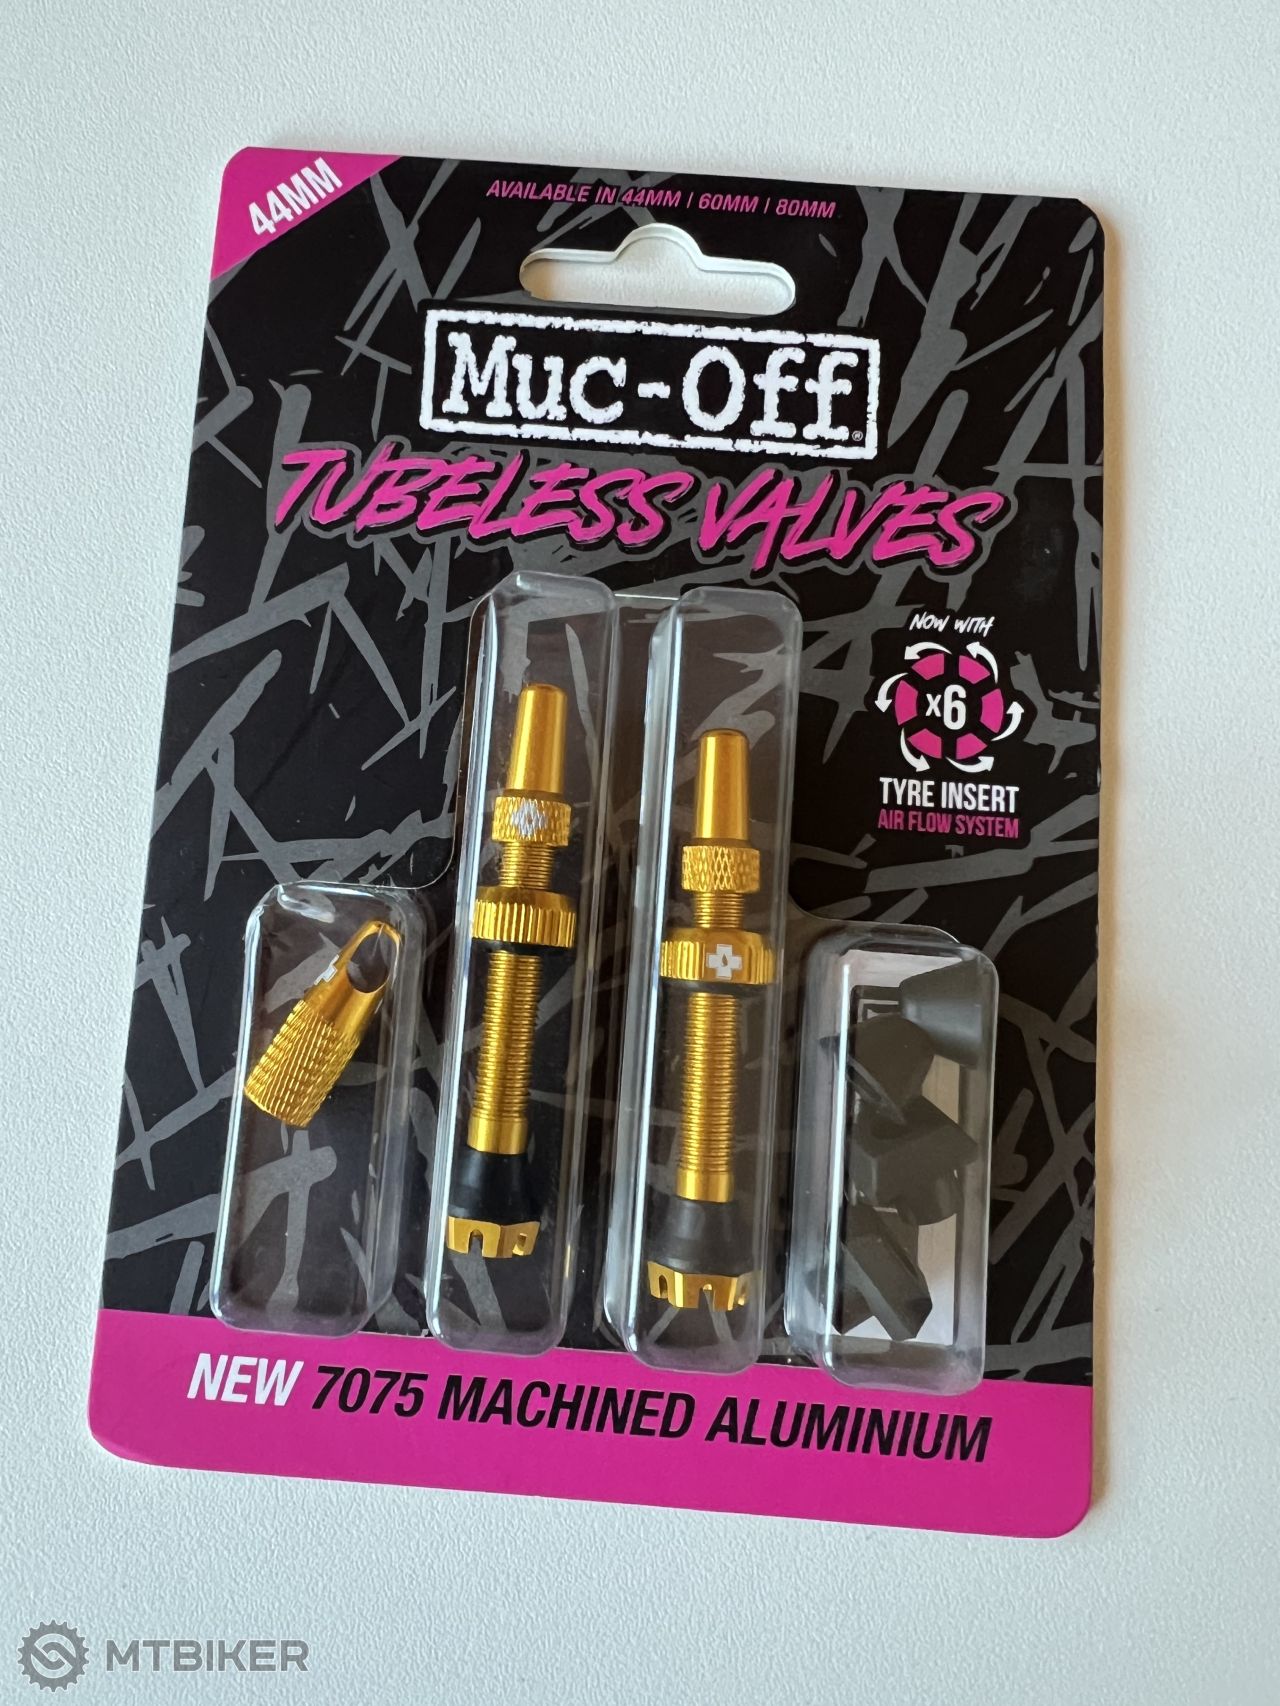 44MM
AVAILABLE IN 44MM | 60MM | 80MM
Muc-Off®
TUBELESS VALVES
NOW WITH
x6
TYRE INSERT
AIR FLOW SYSTEM
NEW 7075 MACHINED ALUMINIUM
MTBIKER